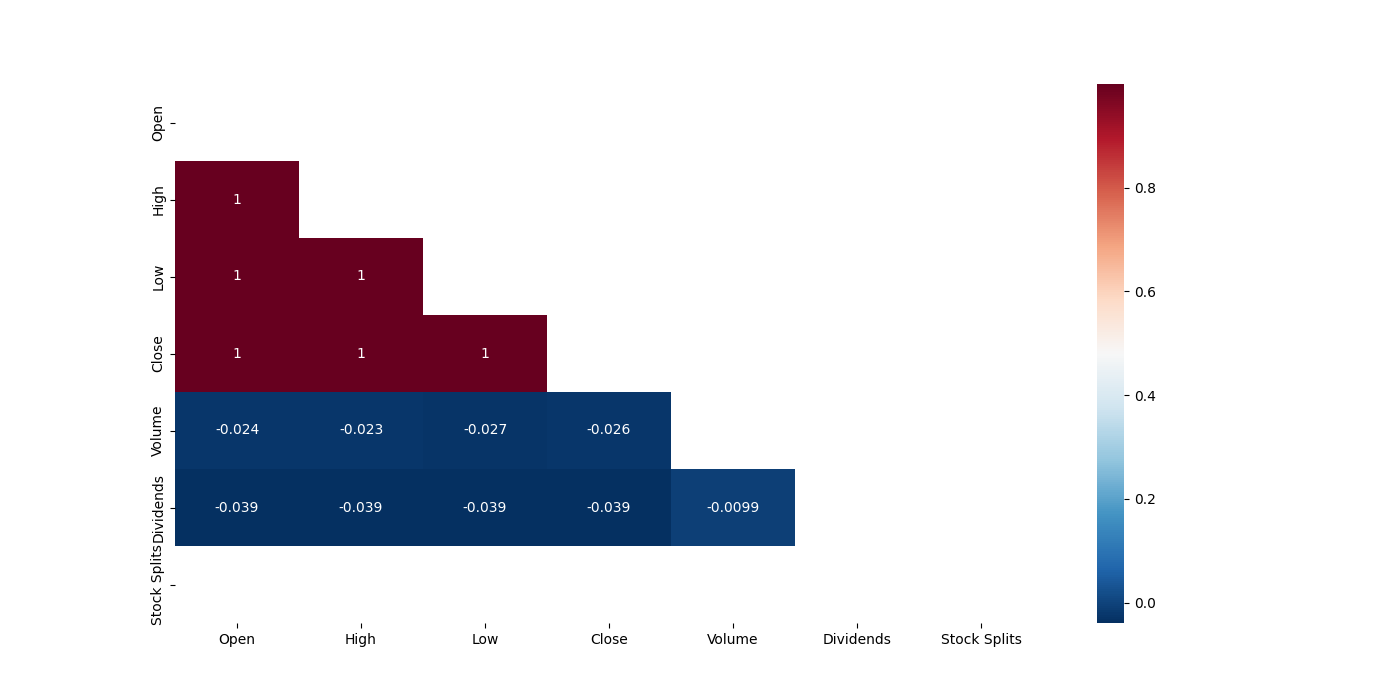 Open
High 1
Low 1 1
Close 1 1 1
Volume -0.024 -0.023 -0.027 -0.026
Dividends -0.039 -0.039 -0.039 -0.039 -0.0099
Stock Splits
Open High Low Close Volume Dividends Stock Splits
0.8
0.6
0.4
0.2
0.0